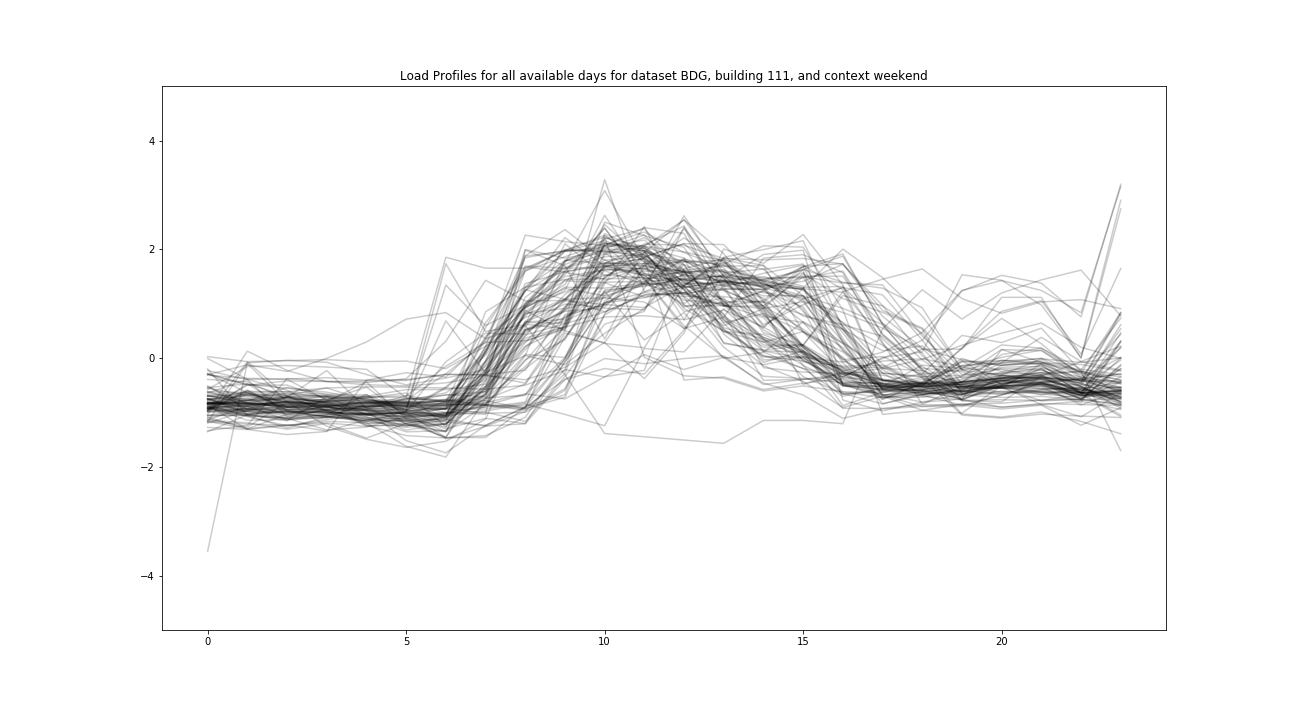 Load Profiles for all available days for dataset BDG, building 111, and context weekend
4
2
0
−2
−4
0 5 10 15 20